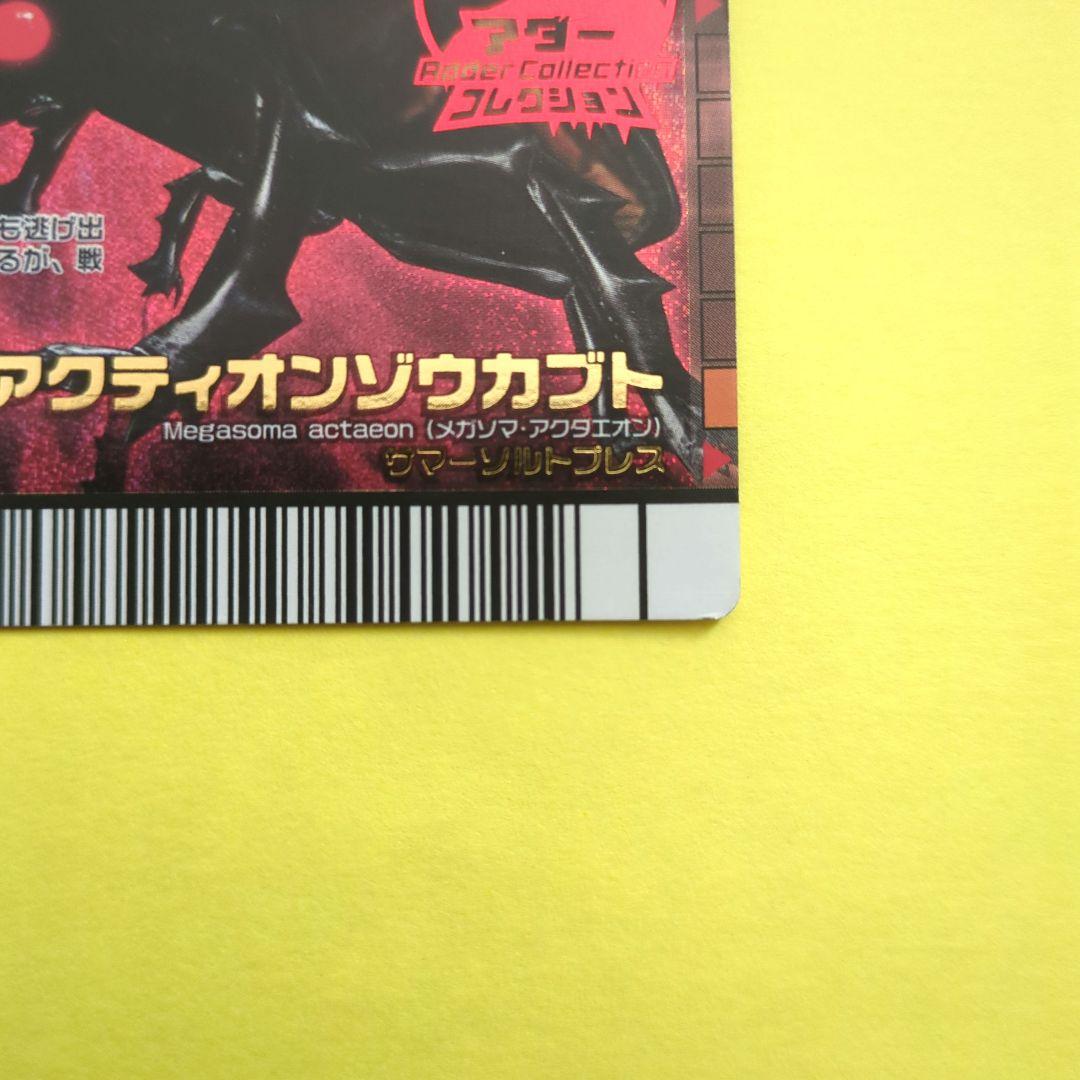 アダー
Adder Collection
コレクション
も逃げ出
るが、戦
アクティオンゾウカブト
Megasoma actaeon (メガソマ・アクタエオン)
サマーソルトプレス